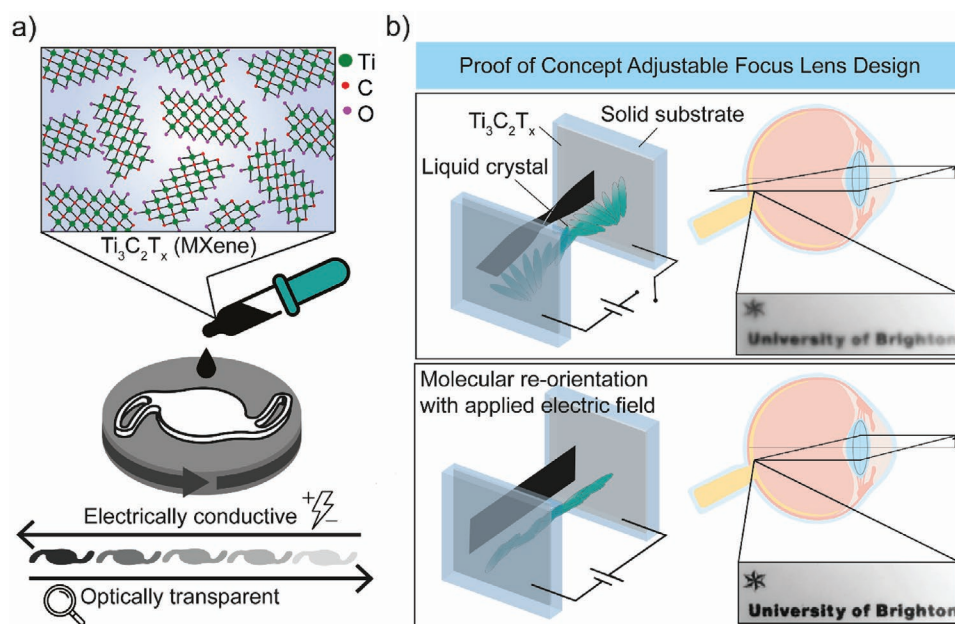 a)
Ti
C
O
Ti₃C₂Tₓ (MXene)
Electrically conductive
+
−
Optically transparent
b)
Proof of Concept Adjustable Focus Lens Design
Ti₃C₂Tₓ
Solid substrate
Liquid crystal
University of Brighton
Molecular re-orientation
with applied electric field
University of Brighton